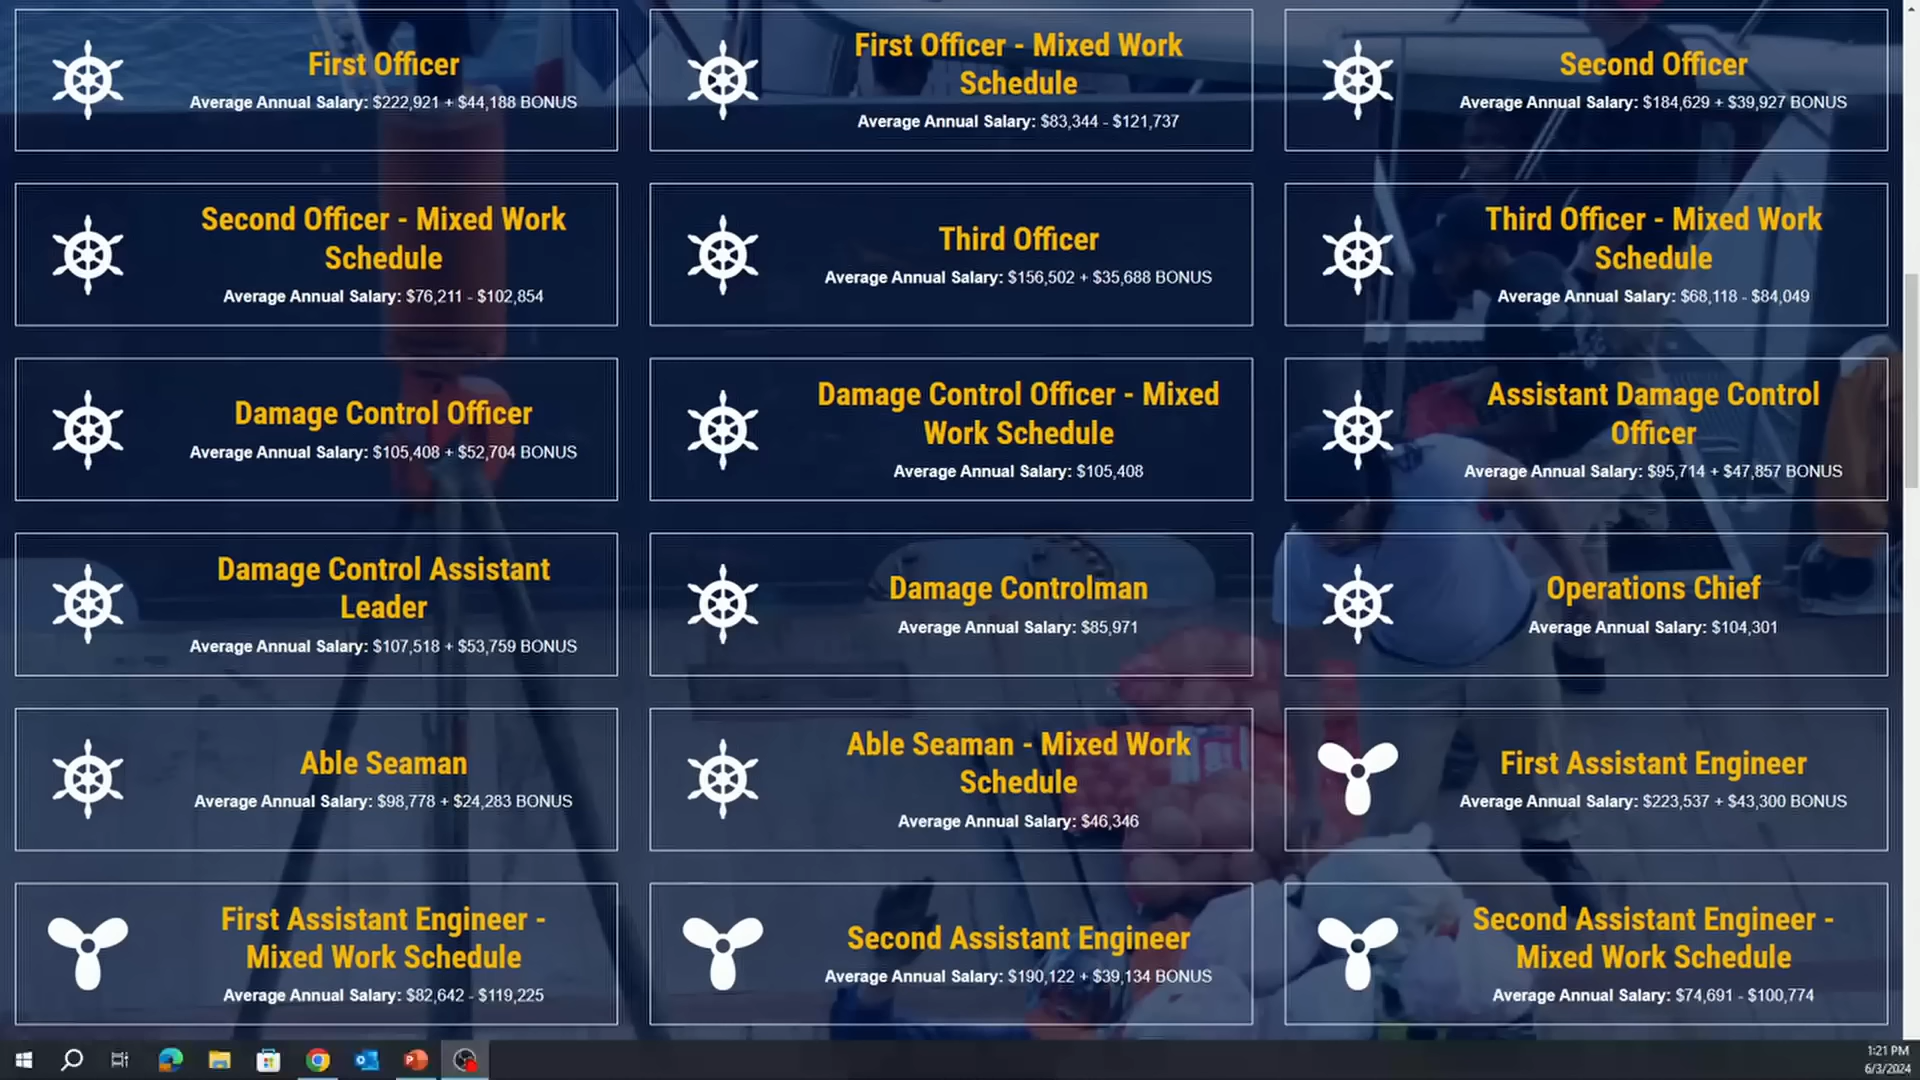 First Officer
Average Annual Salary: $222,921 + $44,188 BONUS
First Officer - Mixed Work
Schedule
Average Annual Salary: $83,344 - $121,737
Second Officer
Average Annual Salary: $184,629 + $39,927 BONUS
Second Officer - Mixed Work
Schedule
Average Annual Salary: $76,211 - $102,854
Third Officer
Average Annual Salary: $156,502 + $35,688 BONUS
Third Officer - Mixed Work
Schedule
Average Annual Salary: $68,118 - $84,049
Damage Control Officer
Average Annual Salary: $105,408 + $52,704 BONUS
Damage Control Officer - Mixed
Work Schedule
Average Annual Salary: $105,408
Assistant Damage Control
Officer
Average Annual Salary: $95,714 + $47,857 BONUS
Damage Control Assistant
Leader
Average Annual Salary: $107,518 + $53,759 BONUS
Damage Controlman
Average Annual Salary: $85,971
Operations Chief
Average Annual Salary: $104,301
Able Seaman
Average Annual Salary: $98,778 + $24,283 BONUS
Able Seaman - Mixed Work
Schedule
Average Annual Salary: $46,346
First Assistant Engineer
Average Annual Salary: $223,537 + $43,300 BONUS
First Assistant Engineer -
Mixed Work Schedule
Average Annual Salary: $82,642 - $119,225
Second Assistant Engineer
Average Annual Salary: $190,122 + $39,134 BONUS
Second Assistant Engineer -
Mixed Work Schedule
Average Annual Salary: $74,691 - $100,774
1:21 PM
6/3/2024